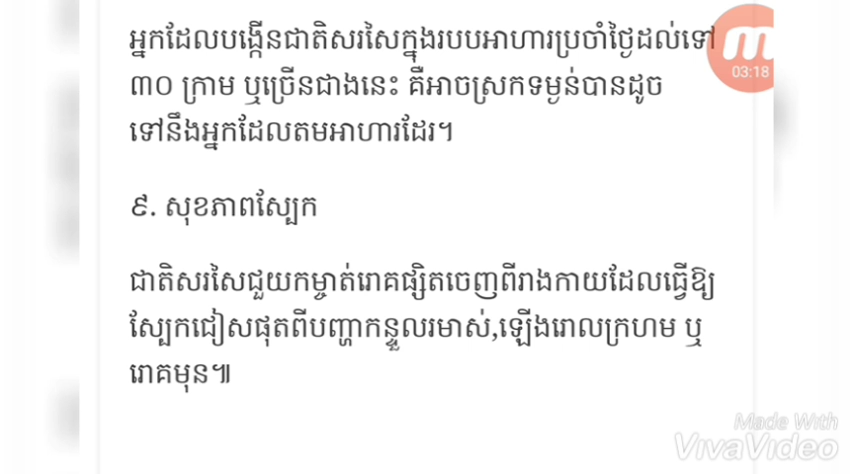 អ្នកដែលបង្កើនជាតិសរសៃក្នុងរបបអាហារប្រចាំថ្ងៃដល់ទៅ
៣០ ក្រាម ឬច្រើនជាងនេះ គឺអាចស្រកទម្ងន់បានដូច
ទៅនឹងអ្នកដែលតមអាហារដែរ។
៩. សុខភាពស្បែក
ជាតិសរសៃជួយកម្ចាត់រោគផ្សិតចេញពីរាងកាយដែលធ្វើឱ្យ
ស្បែកជៀសផុតពីបញ្ហាកន្ទួលរមាស់,ឡើងរោលក្រហម ឬ
រោគមុន៕
03:18
Made With
VivaVideo